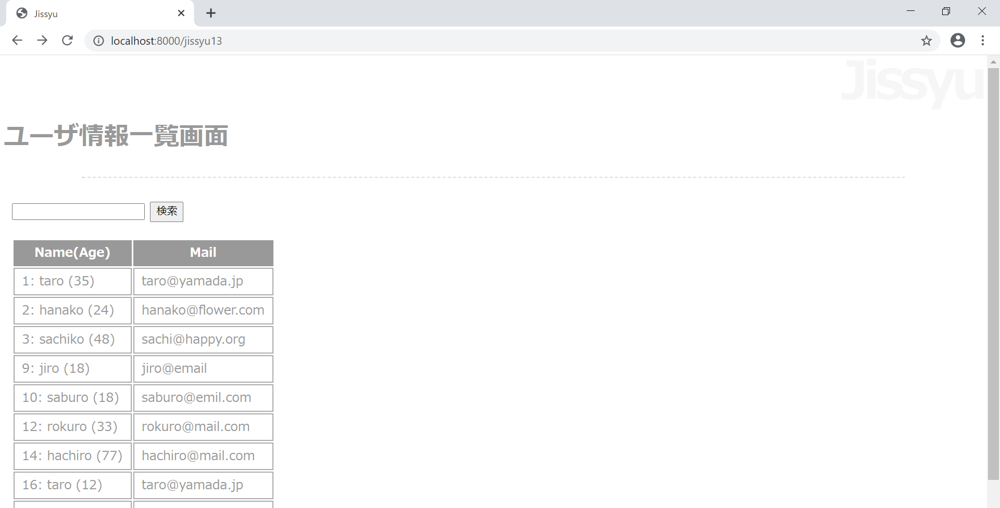 Jissyu
localhost:8000/jissyu13
Jissyu
ユーザ情報一覧画面
検索
Name(Age) Mail
1: taro (35) taro@yamada.jp
2: hanako (24) hanako@flower.com
3: sachiko (48) sachi@happy.org
9: jiro (18) jiro@email
10: saburo (18) saburo@emil.com
12: rokuro (33) rokuro@mail.com
14: hachiro (77) hachiro@mail.com
16: taro (12) taro@yamada.jp